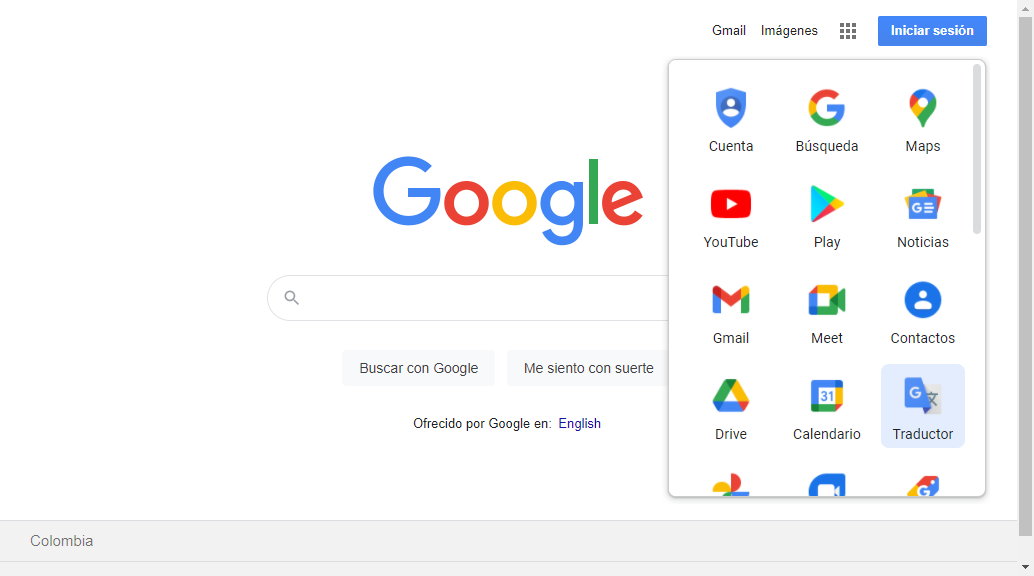 Gmail Imágenes Iniciar sesión
Cuenta Búsqueda Maps
Google
YouTube Play Noticias
Gmail Meet Contactos
Buscar con Google Me siento con suerte
31
Drive Calendario Traductor
Ofrecido por Google en: English
Colombia